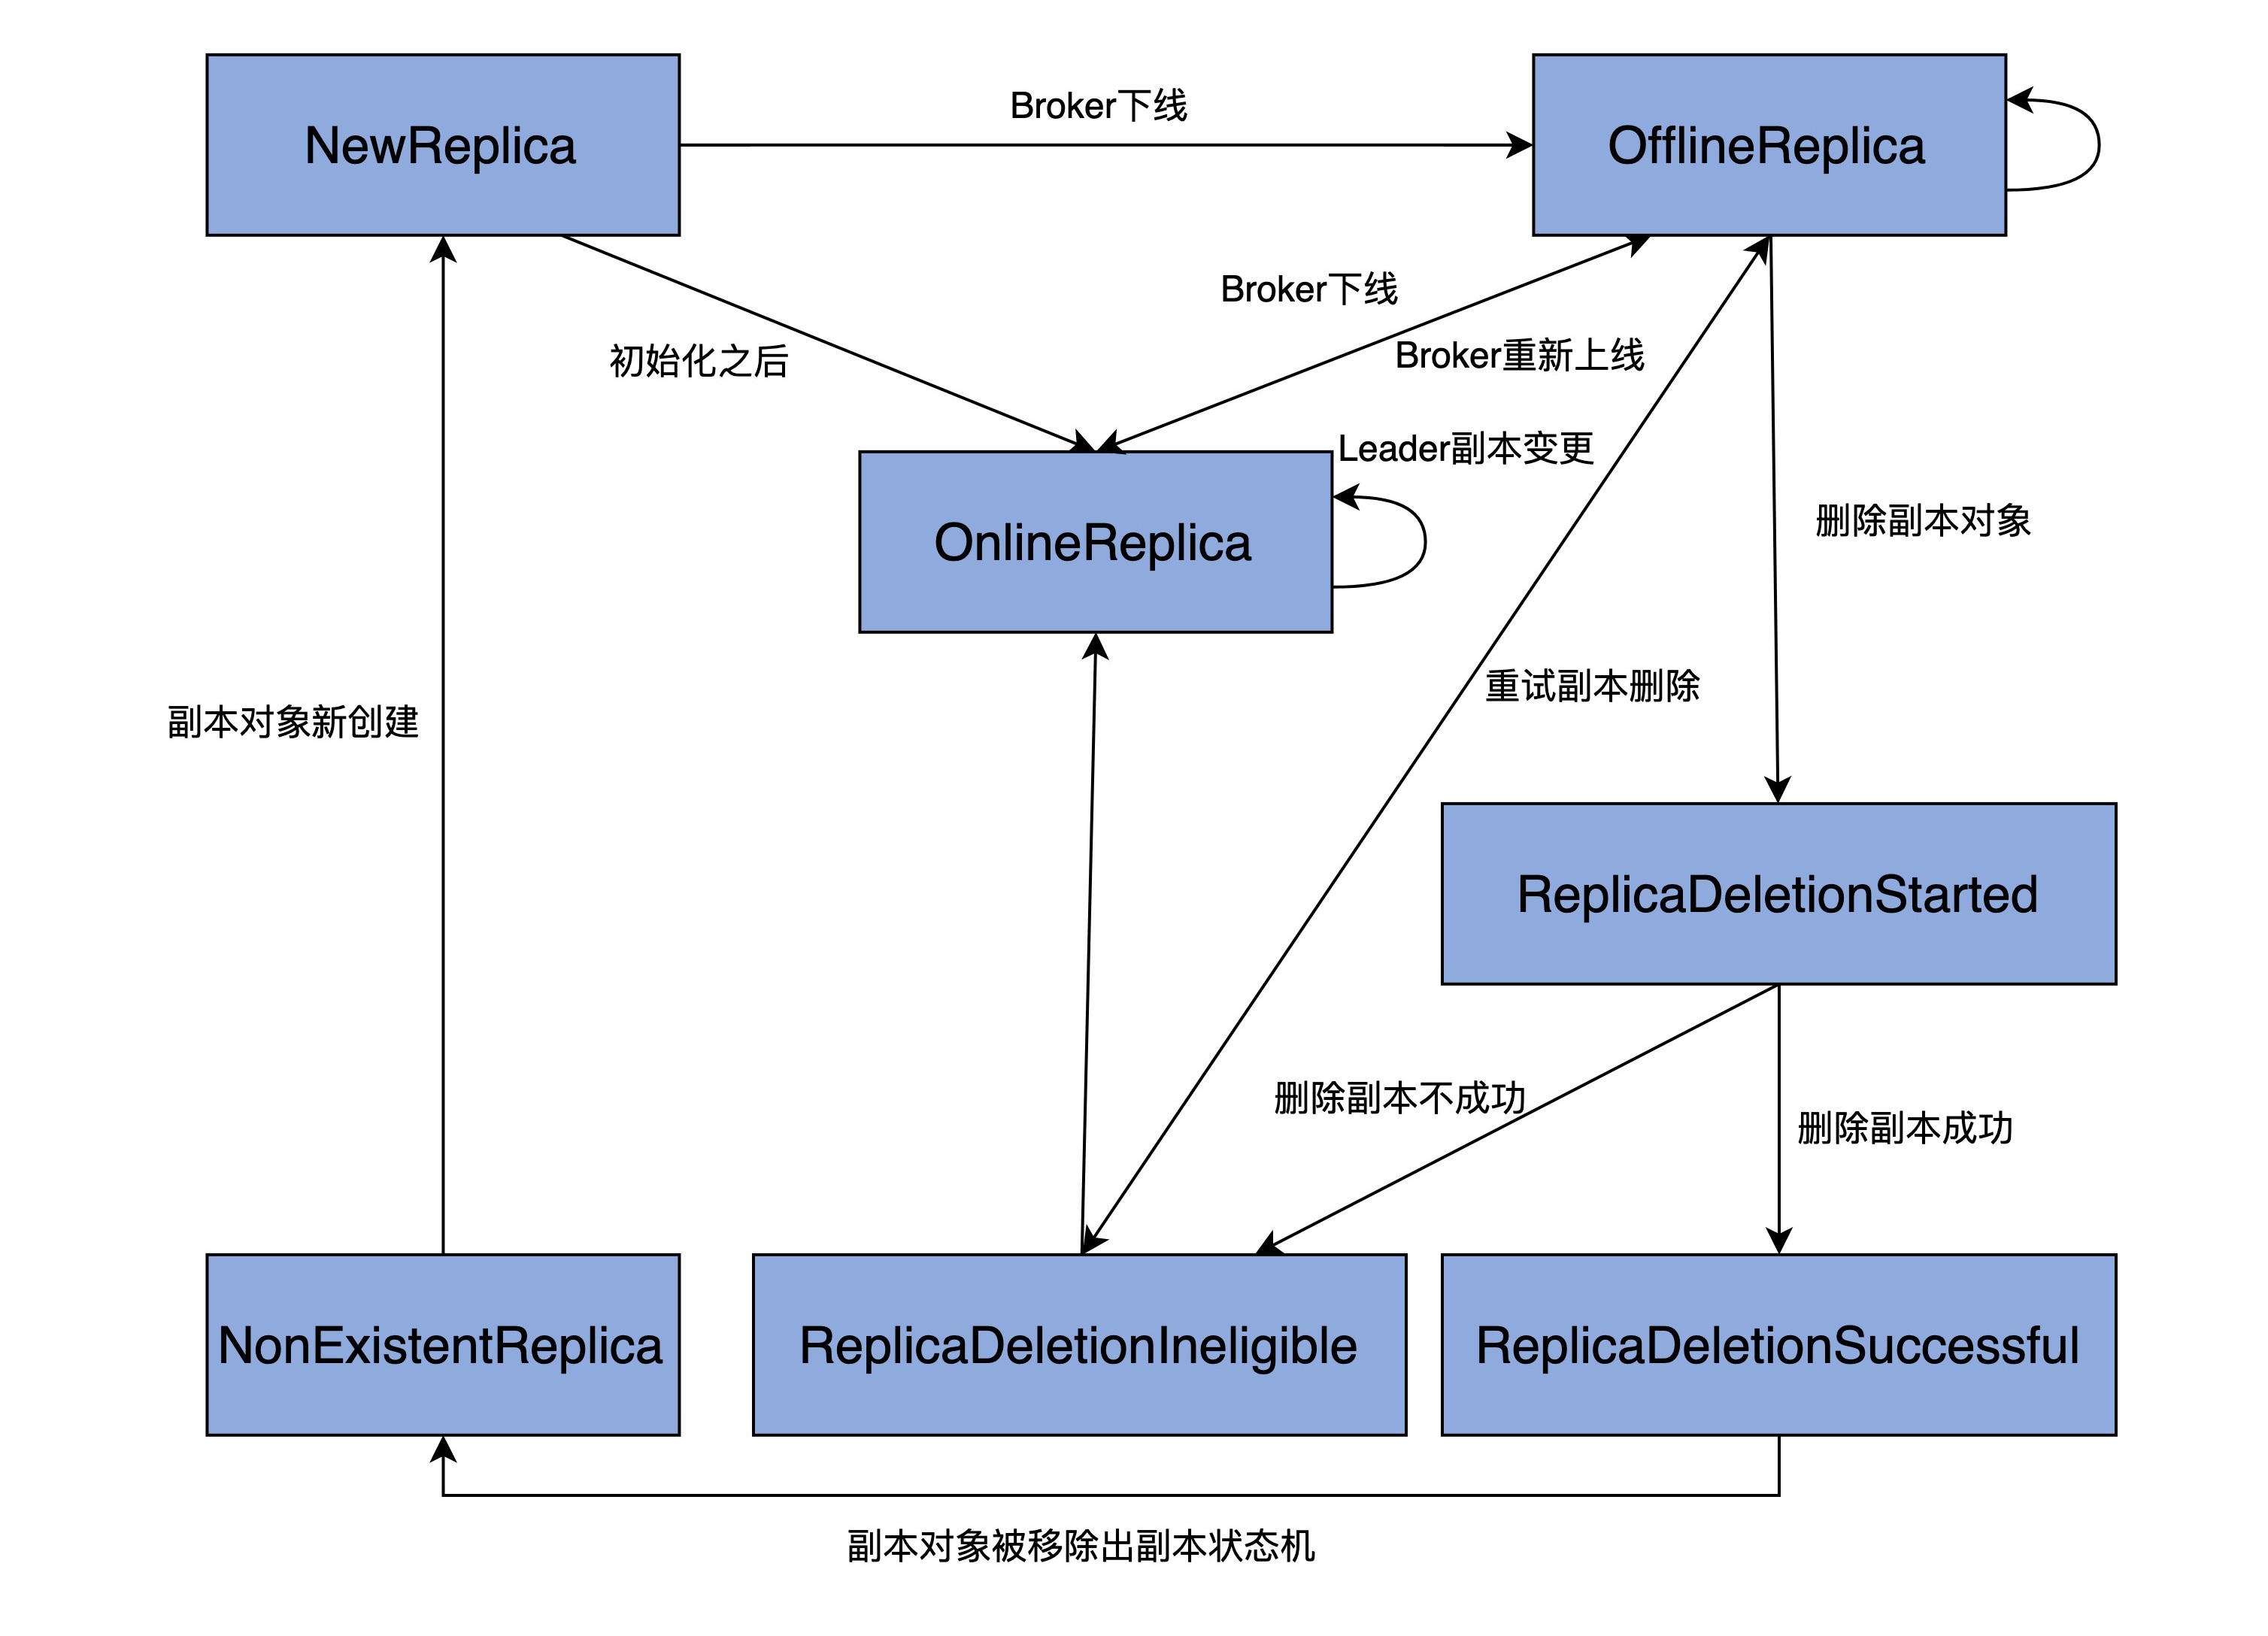 NewReplica
Broker下线
OfflineReplica
Broker下线
初始化之后
Broker重新上线
Leader副本变更
OnlineReplica
删除副本对象
重试副本删除
副本对象新创建
ReplicaDeletionStarted
删除副本不成功
删除副本成功
NonExistentReplica
ReplicaDeletionIneligible
ReplicaDeletionSuccessful
副本对象被移除出副本状态机